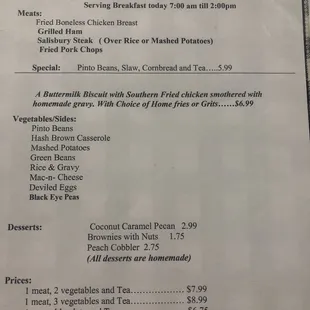 Serving Breakfast today 7:00 am till 2:00pm
Meats:
Fried Boneless Chicken Breast
Grilled Ham
Salisbury Steak ( Over Rice or Mashed Potatoes)
Fried Pork Chops
Special: Pinto Beans, Slaw, Cornbread and Tea.....5.99
A Buttermilk Biscuit with Southern Fried chicken smothered with
homemade gravy. With Choice of Home fries or Grits......$6.99
Vegetables/Sides:
Pinto Beans
Hash Brown Casserole
Mashed Potatoes
Green Beans
Rice & Gravy
Mac-n- Cheese
Deviled Eggs
Black Eye Peas
Desserts: Coconut Caramel Pecan 2.99
Brownies with Nuts 1.75
Peach Cobbler 2.75
(All desserts are homemade)
Prices:
1 meat, 2 vegetables and Tea.................. $7.99
1 meat, 3 vegetables and Tea.................. $8.99